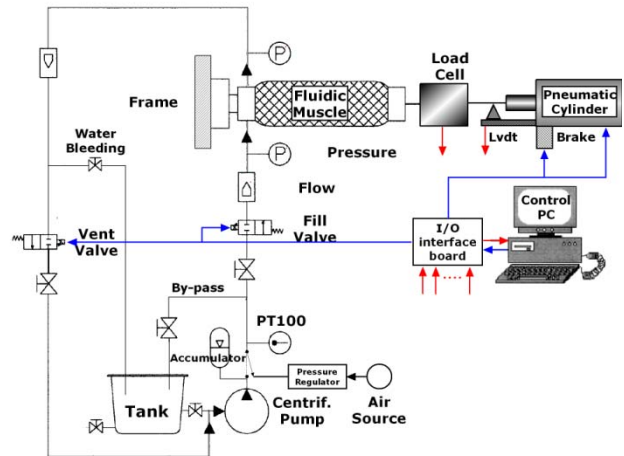 P
Load
Cell
Pneumatic
Cylinder
Frame
Fluidic
Muscle
Lvdt
Brake
Water
Bleeding
P
Pressure
Flow
Control
PC
Vent
Valve
Fill
Valve
I/O
interface
board
By-pass
PT100
Accumulator
Pressure
Regulator
Tank
Centrif.
Pump
Air
Source